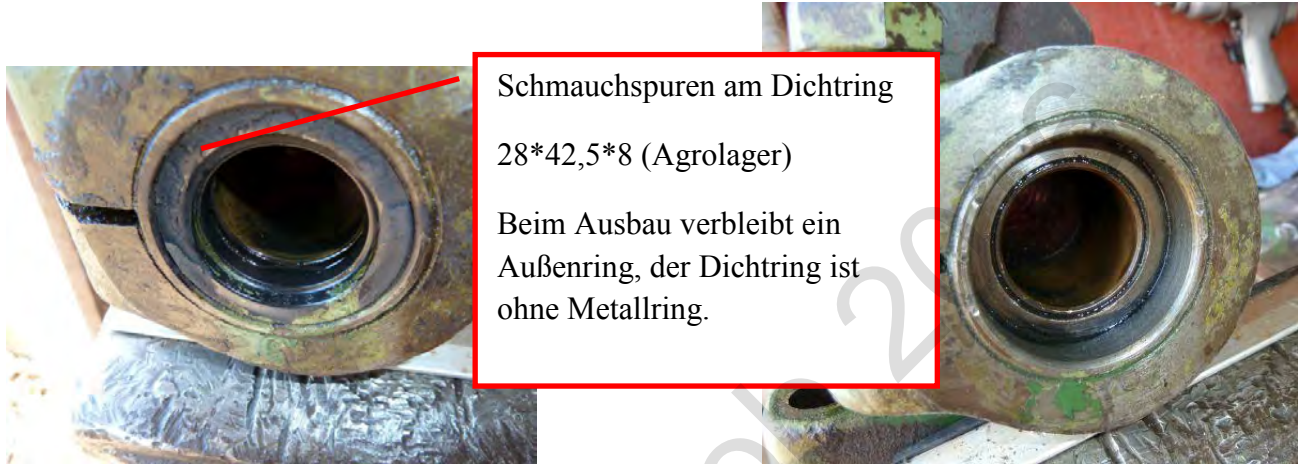 Schmauchspuren am Dichtring
28*42,5*8 (Agrolager)
Beim Ausbau verbleibt ein
Außenring, der Dichtring ist
ohne Metallring.